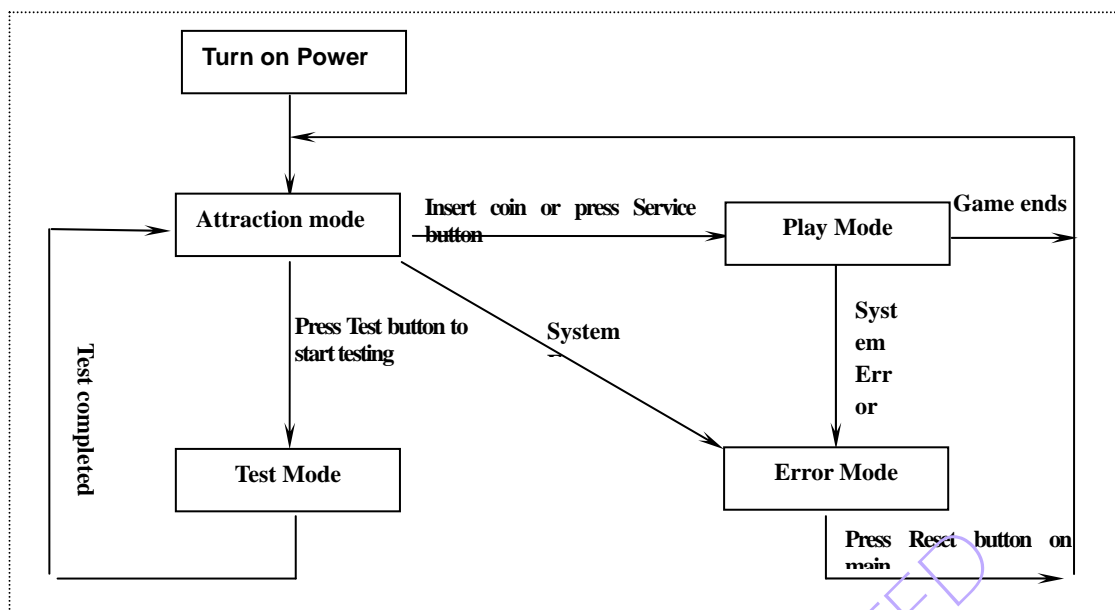 Turn on Power
Attraction mode
Insert coin or press Service
button
Play Mode
Game ends
Press Test button to
start testing
System
Syst
em
Err
or
Test completed
Test Mode
Error Mode
Press Reset button on
main